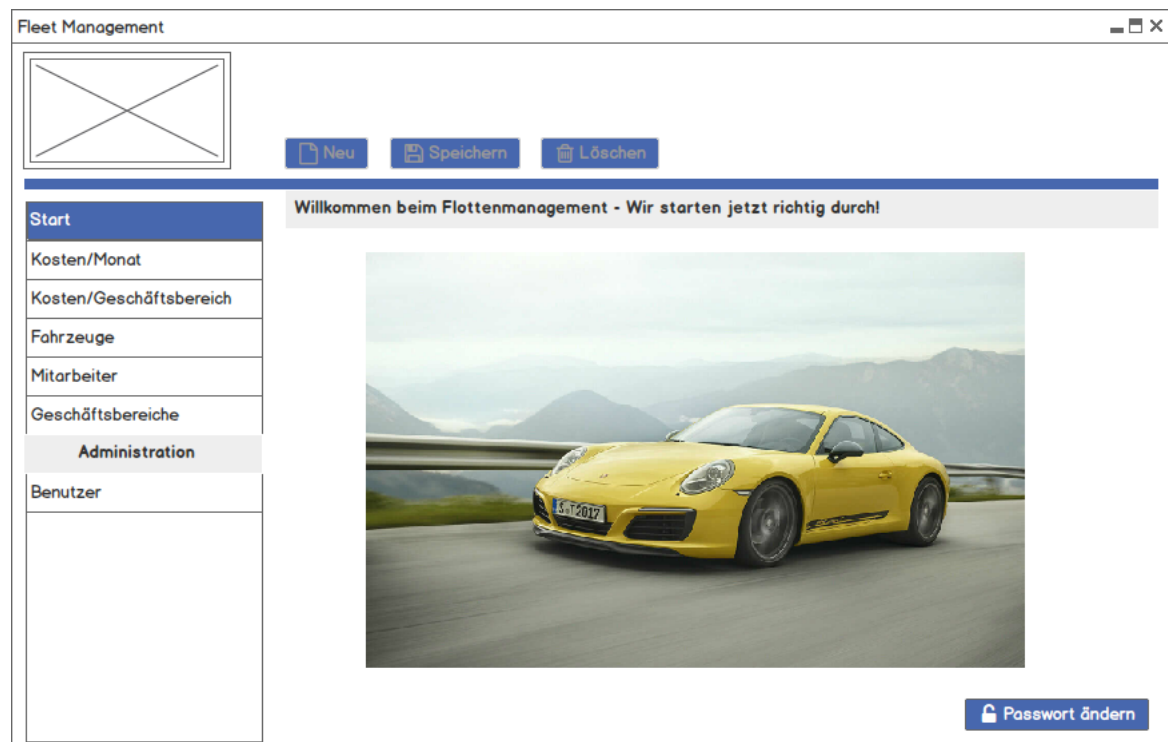 Fleet Management
Neu
Speichern
Löschen
Willkommen beim Flottenmanagement - Wir starten jetzt richtig durch!
Start
Kosten/Monat
Kosten/Geschäftsbereich
Fahrzeuge
Mitarbeiter
Geschäftsbereiche
Administration
Benutzer
Passwort ändern